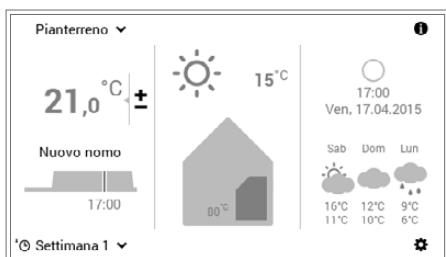 Pianterreno
21,0 °C ±
15°C
17:00
Ven, 17.04.2015
Nuovo nomo
17:00
80°C
Sab Dom Lun
16°C 12°C 9°C
11°C 10°C 6°C
Settimana 1